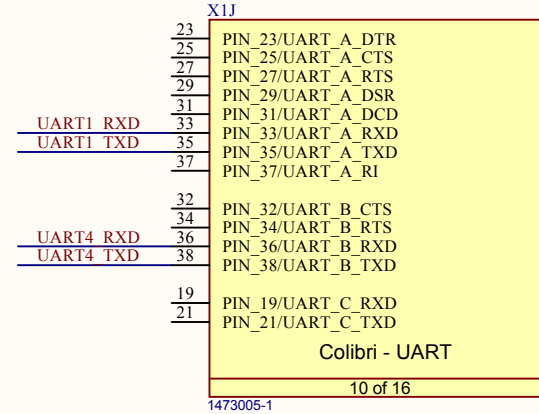 X1J
23 PIN_23/UART_A_DTR
25 PIN_25/UART_A_CTS
27 PIN_27/UART_A_RTS
29 PIN_29/UART_A_DSR
31 PIN_31/UART_A_DCD
UART1_RXD 33 PIN_33/UART_A_RXD
UART1_TXD 35 PIN_35/UART_A_TXD
37 PIN_37/UART_A_RI
32 PIN_32/UART_B_CTS
34 PIN_34/UART_B_RTS
UART4_RXD 36 PIN_36/UART_B_RXD
UART4_TXD 38 PIN_38/UART_B_TXD
19 PIN_19/UART_C_RXD
21 PIN_21/UART_C_TXD
Colibri - UART
10 of 16
1473005-1